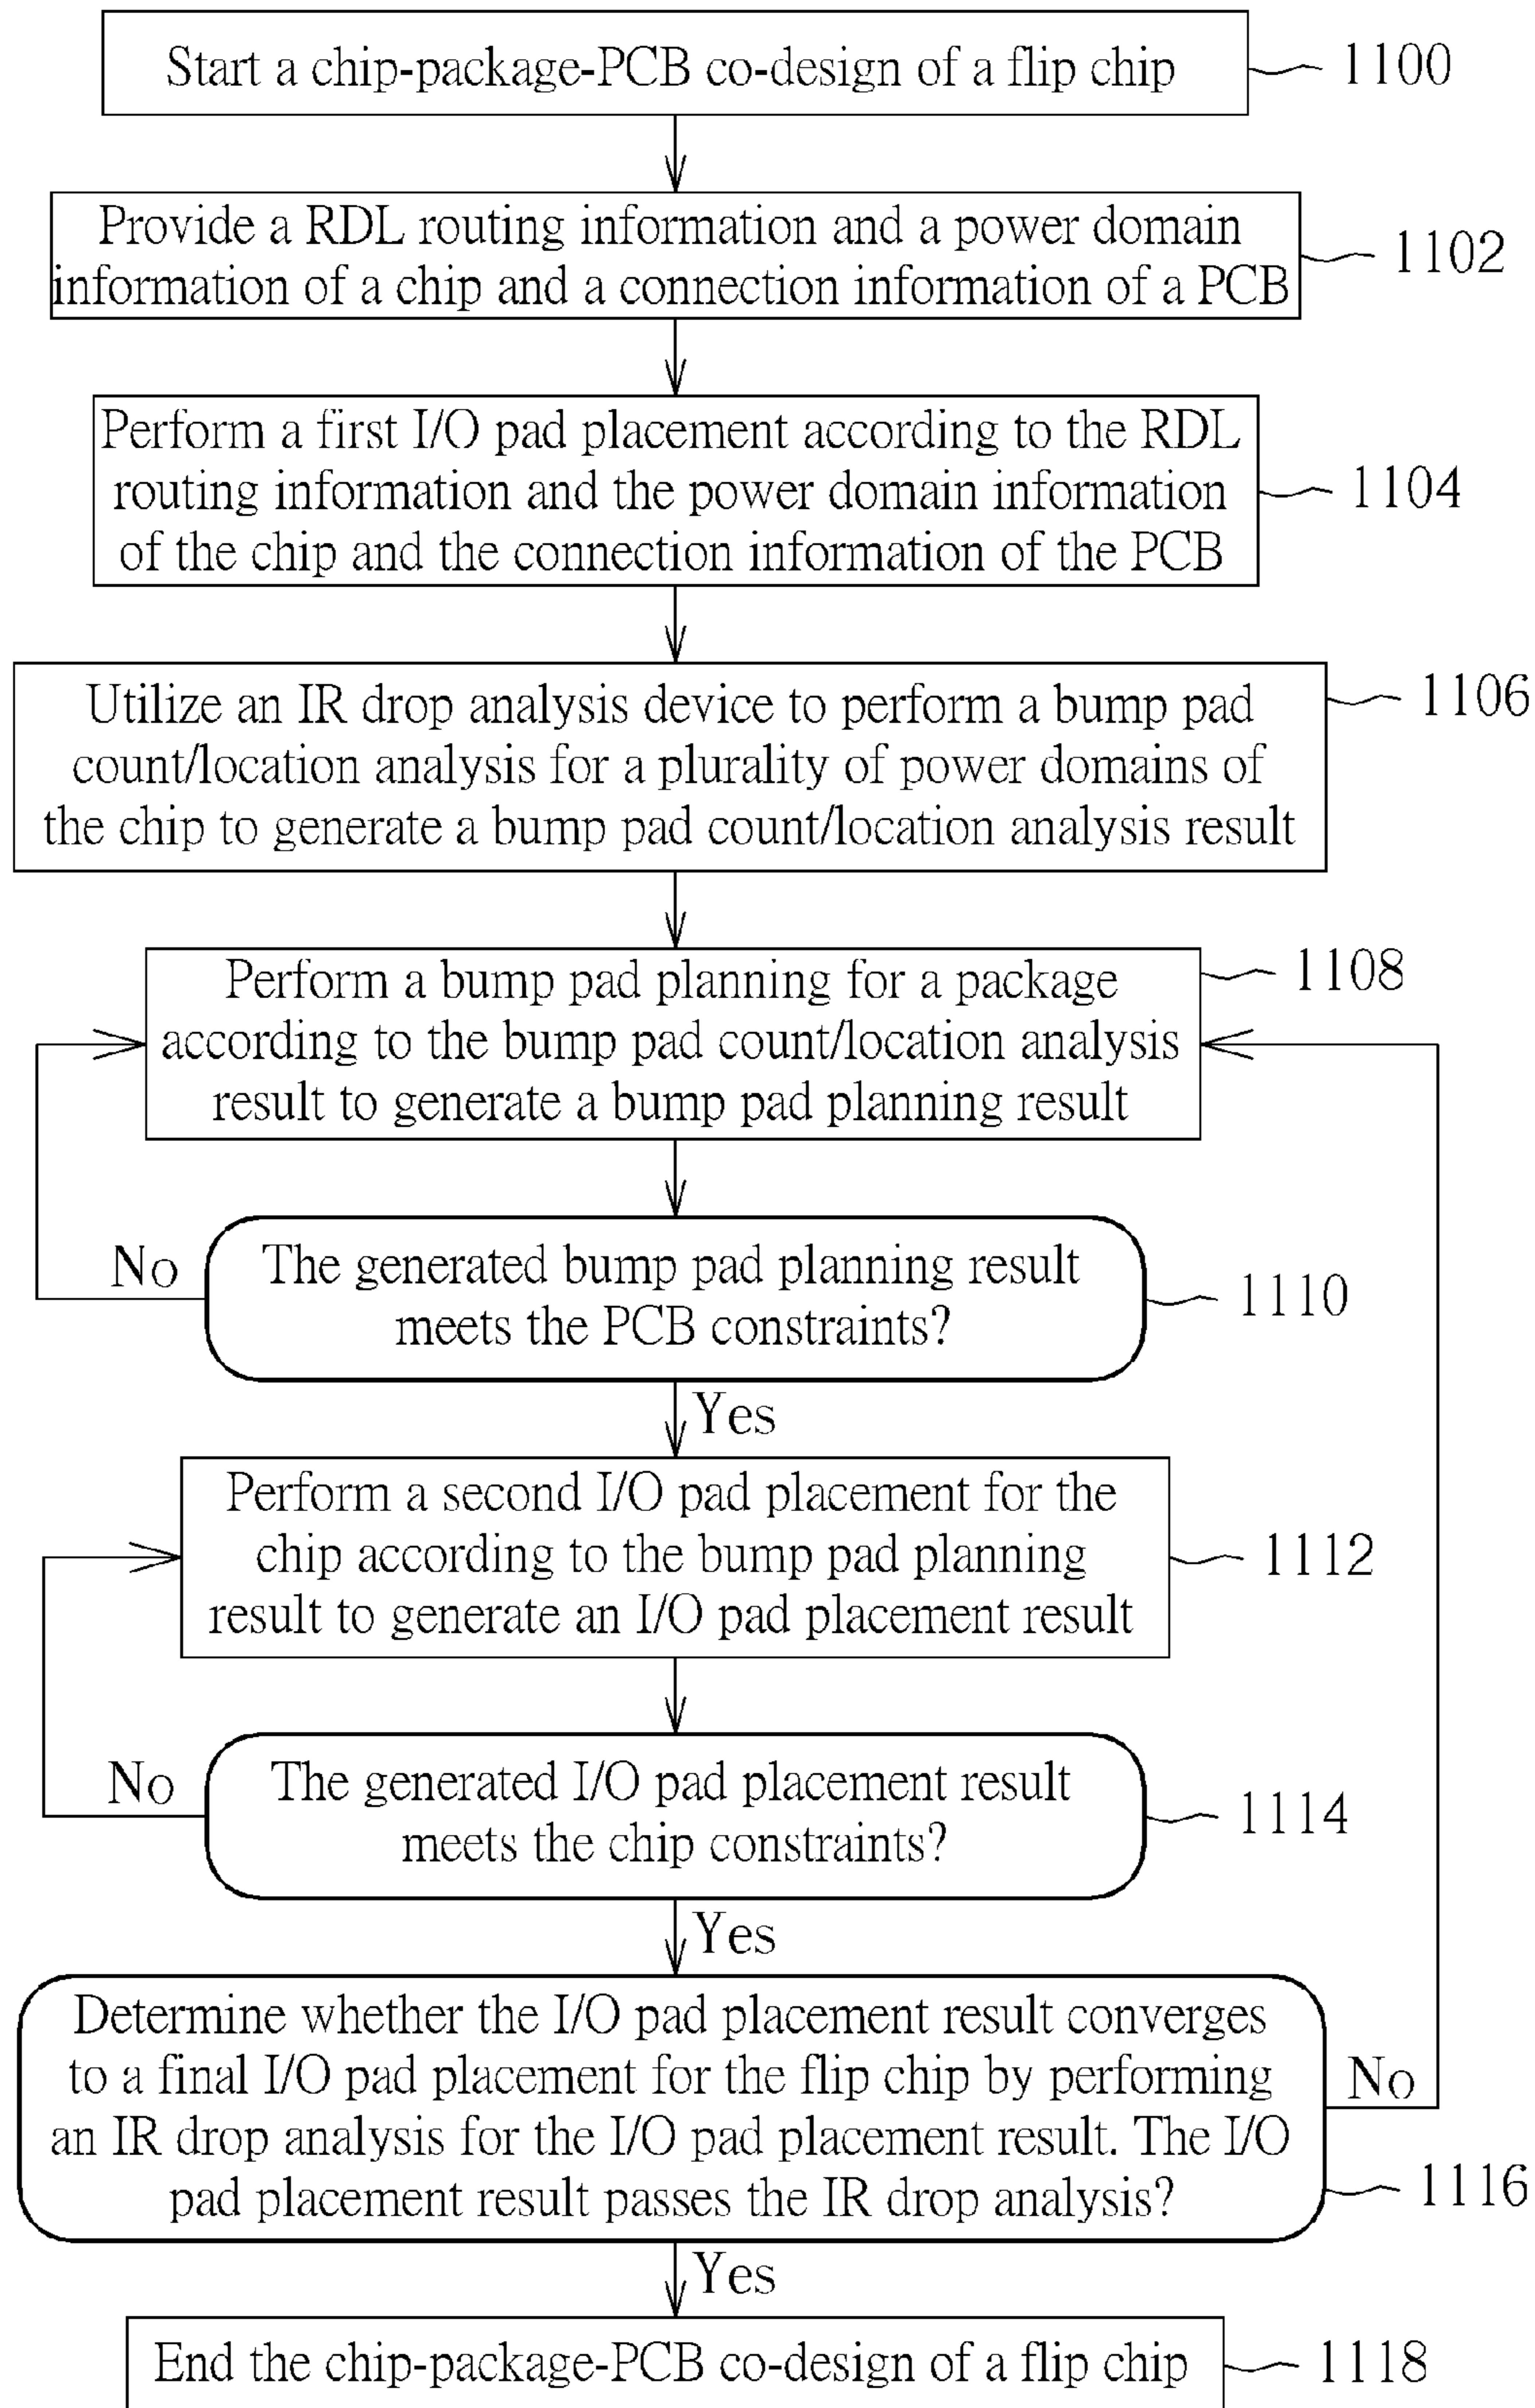 Start a chip-package-PCB co-design of a flip chip
1100
Provide a RDL routing information and a power domain
information of a chip and a connection information of a PCB
1102
Perform a first I/O pad placement according to the RDL
routing information and the power domain information
of the chip and the connection information of the PCB
1104
Utilize an IR drop analysis device to perform a bump pad
count/location analysis for a plurality of power domains of
the chip to generate a bump pad count/location analysis result
1106
Perform a bump pad planning for a package
according to the bump pad count/location analysis
result to generate a bump pad planning result
1108
No
The generated bump pad planning result
meets the PCB constraints?
1110
Yes
Perform a second I/O pad placement for the
chip according to the bump pad planning
result to generate an I/O pad placement result
1112
No
The generated I/O pad placement result
meets the chip constraints?
1114
Yes
Determine whether the I/O pad placement result converges
to a final I/O pad placement for the flip chip by performing
an IR drop analysis for the I/O pad placement result. The I/O
pad placement result passes the IR drop analysis?
No
1116
Yes
End the chip-package-PCB co-design of a flip chip
1118